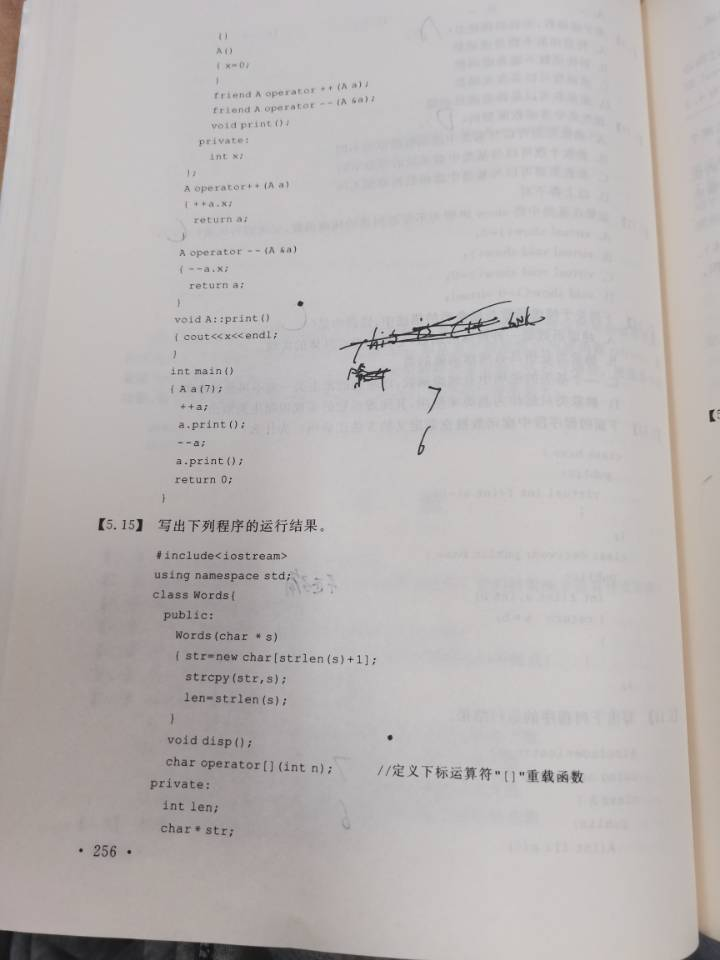 {}
A()
{ x=0;
}
friend A operator ++(A a);
friend A operator --(A &a);
void print();
private:
int x;
};
A operator++(A a)
{ ++a.x;
return a;
}
A operator --(A &a)
{ --a.x;
return a;
}
void A::print()
{ cout<<x<<endl;
}
int main()
{ A a(7);
++a;
a.print();
--a;
a.print();
return 0;
}
7
6
【5.15】 写出下列程序的运行结果。
#include<iostream>
using namespace std;
class Words{
public:
Words(char * s)
{ str=new char[strlen(s)+1];
strcpy(str,s);
len=strlen(s);
}
void disp();
char operator[](int n); //定义下标运算符"[]"重载函数
private:
int len;
char* str;
· 256 ·